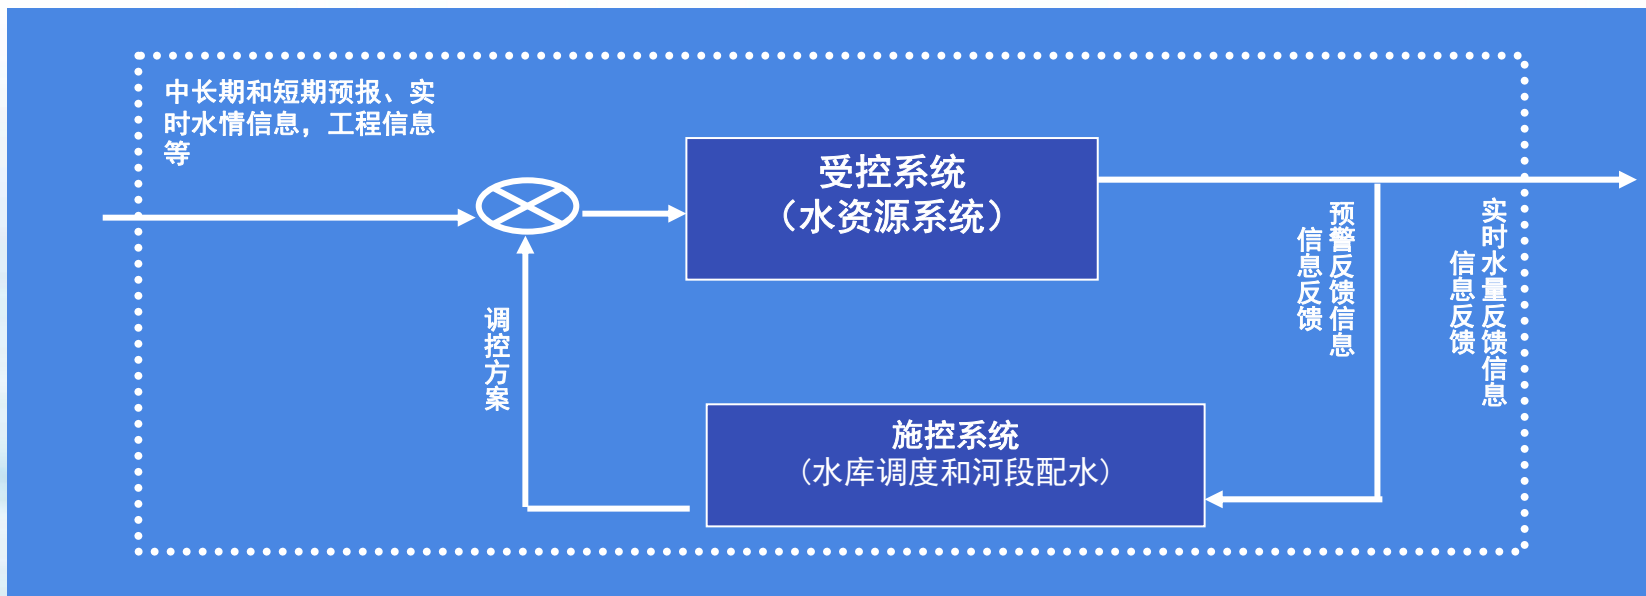 中长期和短期预报、实
时水情信息，工程信息
等
受控系统
（水资源系统）
预警反馈信息
信息反馈
实时水量反馈信息
信息反馈
调控方案
施控系统
（水库调度和河段配水）